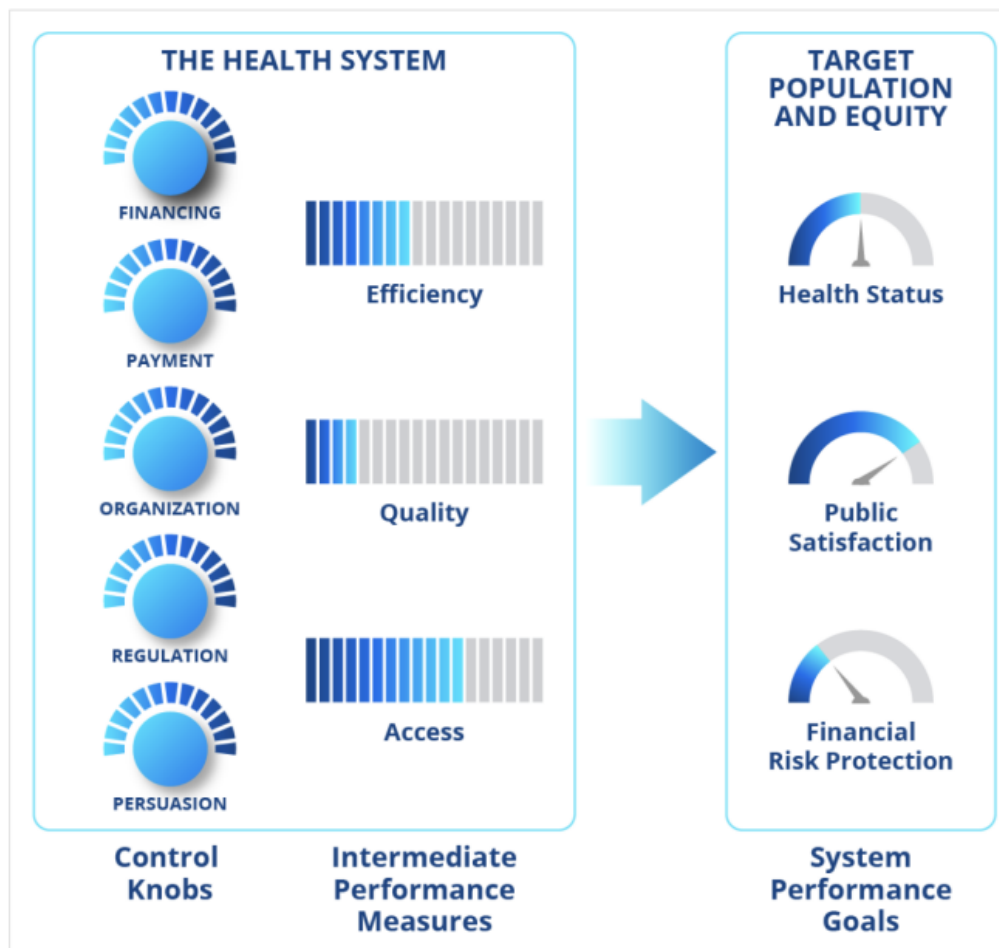 THE HEALTH SYSTEM
FINANCING
PAYMENT
ORGANIZATION
REGULATION
PERSUASION
Efficiency
Quality
Access
TARGET
POPULATION
AND EQUITY
Health Status
Public
Satisfaction
Financial
Risk Protection
Control
Knobs
Intermediate
Performance
Measures
System
Performance
Goals